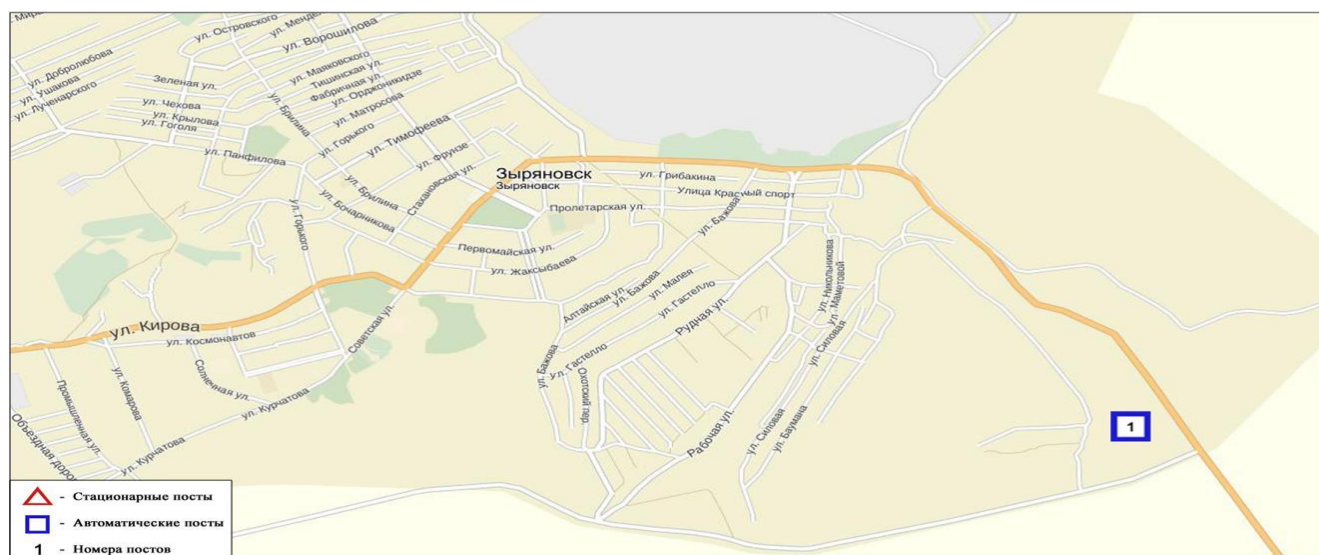 ул. Островского
ул. Ворошилова
ул. Добролюбова
ул. Ушакова
ул. Лученарского
Зеленая ул.
ул. Чехова
ул. Крылова
ул. Гоголя
ул. Маяковского
Тишинская ул.
Фабричная ул.
ул. Орджоникидзе
ул. Матросова
ул. Брилина
ул. Горького
ул. Тимофеева
ул. Панфилова
ул. Фрунзе
Стахановская ул.
ул. Брилина
ул. Бочарникова
ул. Горького
Зыряновск
Зыряновск
ул. Грибакина
Улица Красный спорт
Пролетарская ул.
ул. Бажова
Первомайская ул.
ул. Жаксыбаева
Алтайская ул.
ул. Бажова
ул. Малея
ул. Гастелло
Рудная ул.
ул. Никольникова
ул. Маметовой
ул. Силовая
ул. Кирова
ул. Космонавтов
Советская ул.
Солнечная ул.
ул. Комарова
Промышленная ул.
ул. Курчатова
ул. Курчатова
ул. Бажова
ул. Гастелло
Охотский пер.
Рабочая ул.
ул. Силовая
ул. Баумана
1
- Стационарные посты
- Автоматические посты
1 - Номера постов